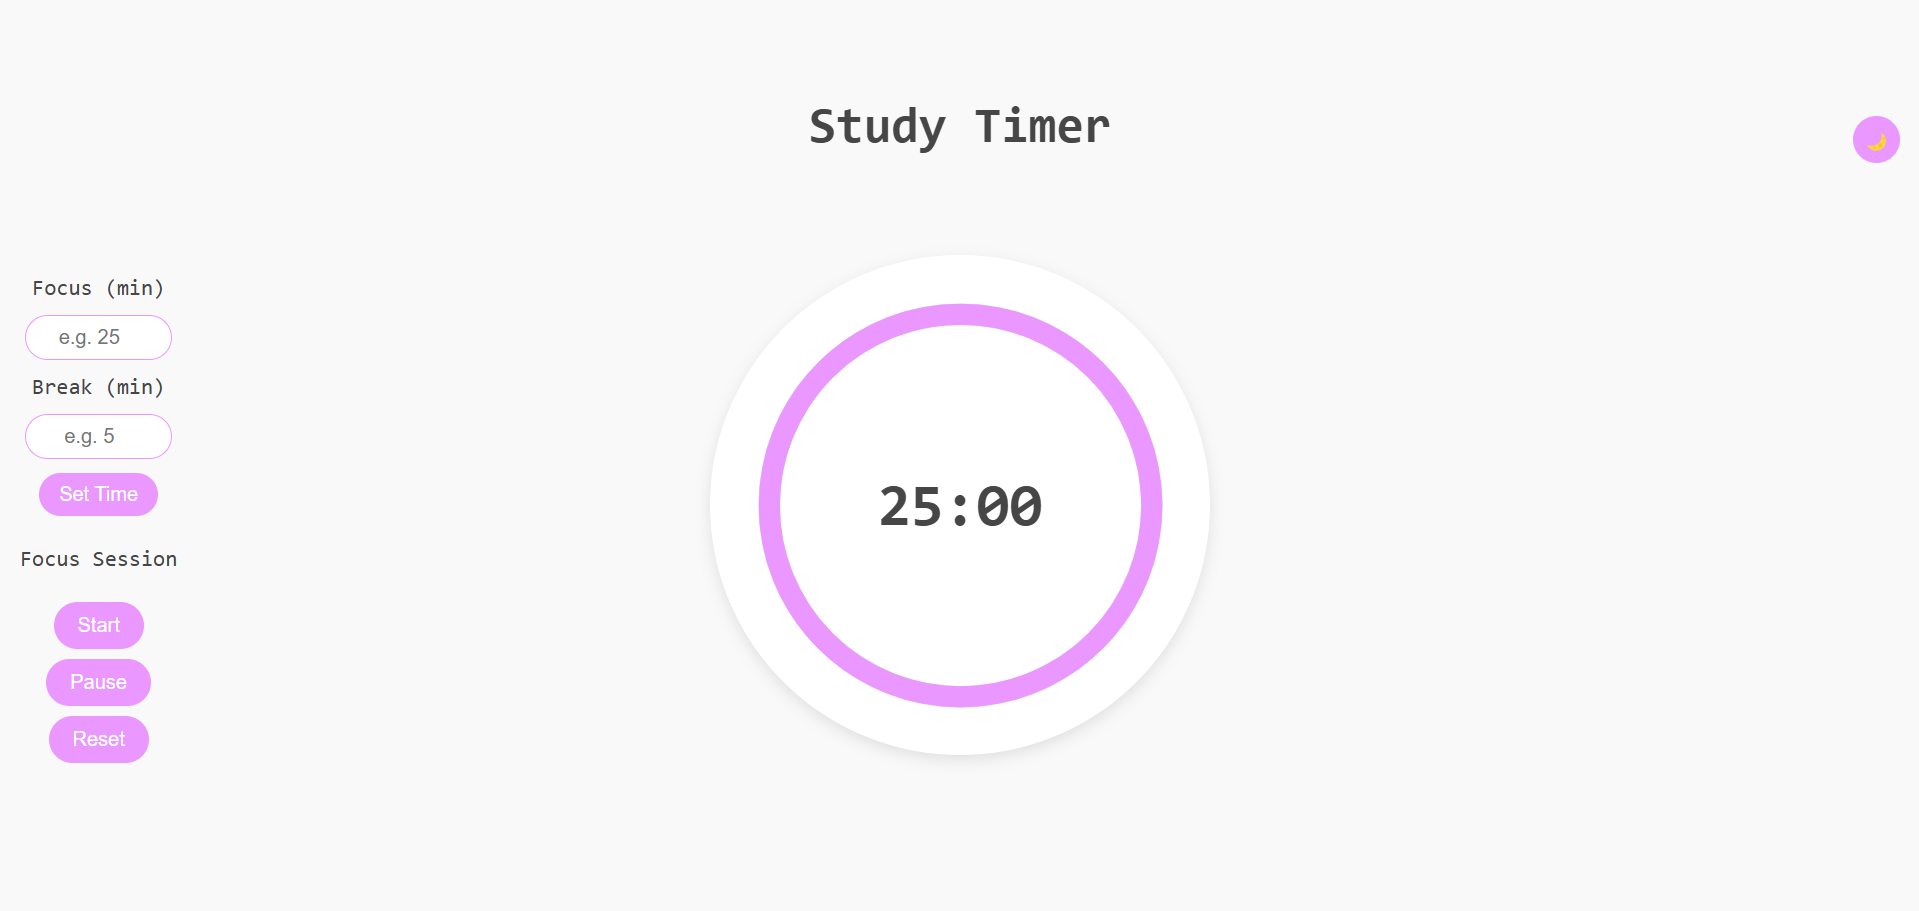 Study Timer
Focus (min)
e.g. 25
Break (min)
e.g. 5
Set Time
Focus Session
Start
Pause
Reset
25:00